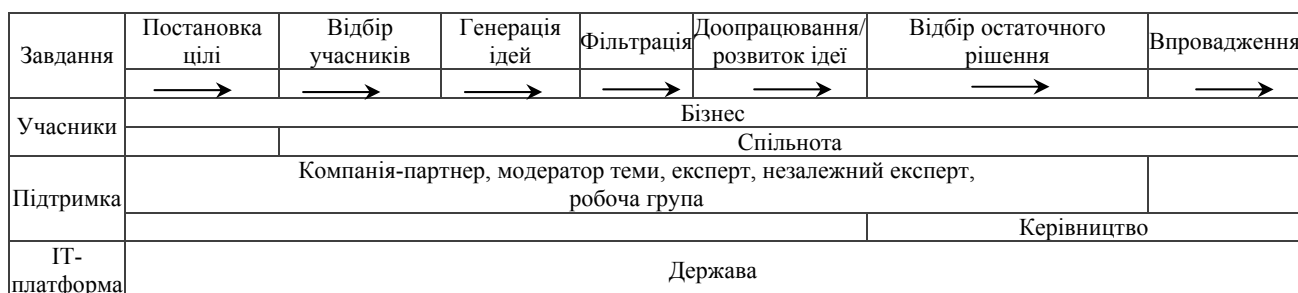 Завдання
Постановка
цілі
Відбір
учасників
Генерація
ідей
Фільтрація
Доопрацювання/
розвиток ідеї
Відбір остаточного
рішення
Впровадження
Учасники
Бізнес
Спільнота
Підтримка
Компанія-партнер, модератор теми, експерт, незалежний експерт,
робоча група
Керівництво
ІТ-
платформа
Держава